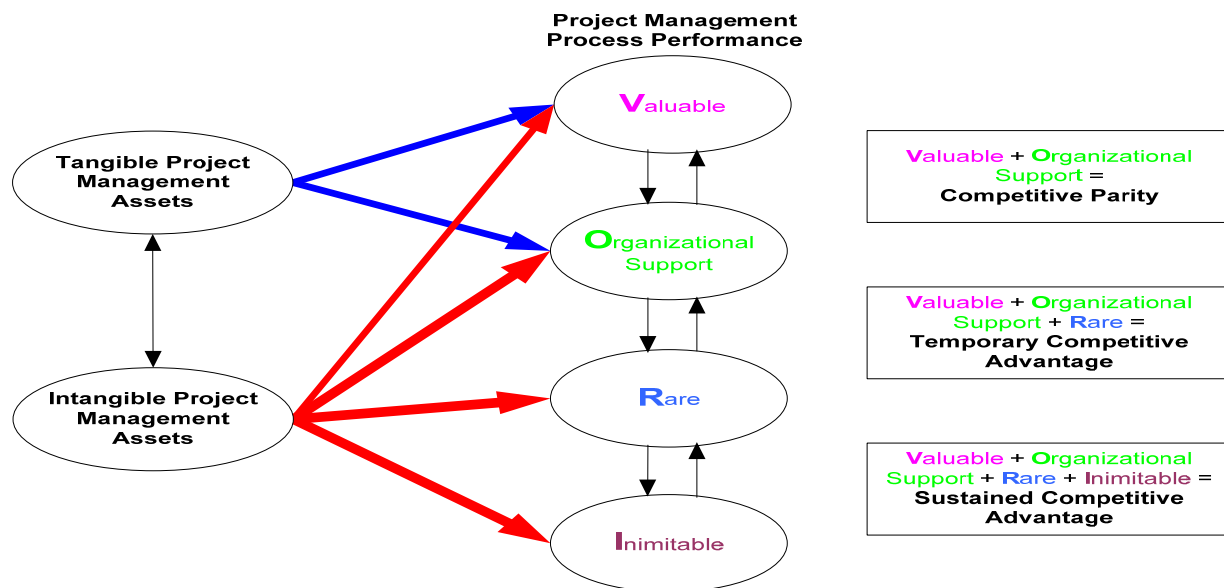 Project Management
Process Performance
Valuable
Tangible Project
Management
Assets
Organizational
Support
Intangible Project
Management
Assets
Rare
Inimitable
Valuable + Organizational
Support =
Competitive Parity
Valuable + Organizational
Support + Rare =
Temporary Competitive
Advantage
Valuable + Organizational
Support + Rare + Inimitable =
Sustained Competitive
Advantage